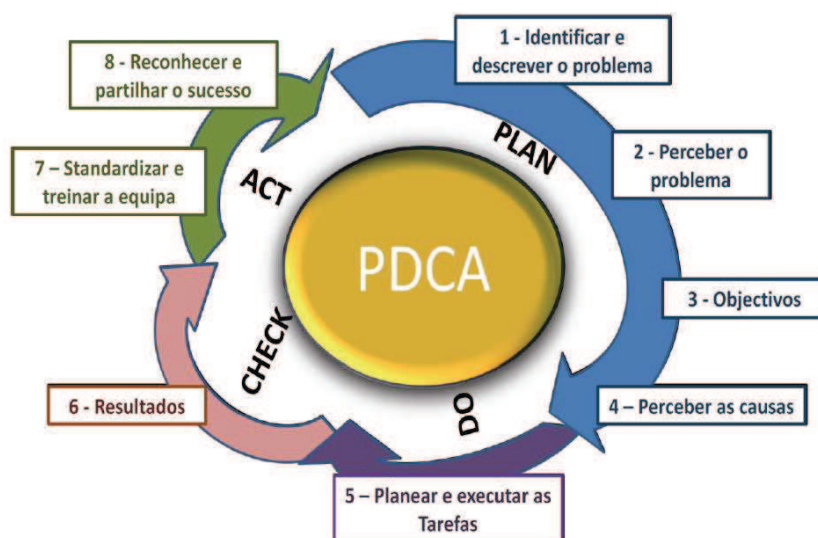 1 - Identificar e
descrever o problema
PLAN
2 - Perceber o
problema
3 - Objectivos
4 – Perceber as causas
DO
5 – Planear e executar as
Tarefas
CHECK
6 - Resultados
ACT
7 – Standardizar e
treinar a equipa
8 - Reconhecer e
partilhar o sucesso
PDCA